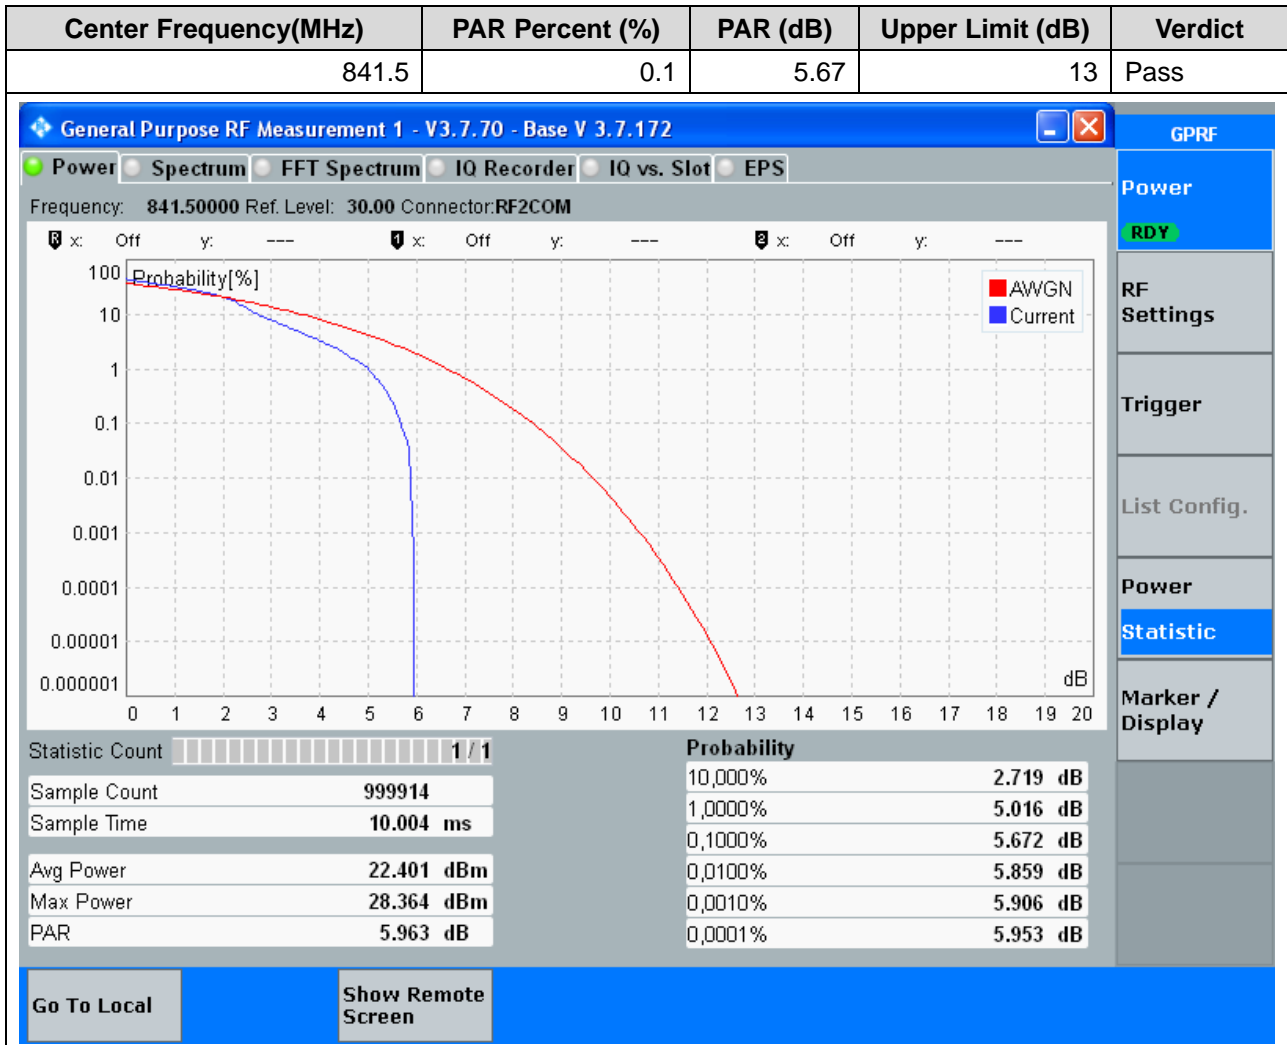 Center Frequency(MHz) PAR Percent (%) PAR (dB) Upper Limit (dB) Verdict
841.5 0.1 5.67 13 Pass
General Purpose RF Measurement 1 - V3.7.70 - Base V 3.7.172
GPRF
Power Spectrum FFT Spectrum IQ Recorder IQ vs. Slot EPS
Power
RDY
Frequency: 841.50000 Ref. Level: 30.00 Connector:RF2COM
R x: Off y: --- 1 x: Off y: --- 2 x: Off y: ---
Probability[%]
AWGN
Current
100
10
1
0.1
0.01
0.001
0.0001
0.00001
0.000001
dB
0 1 2 3 4 5 6 7 8 9 10 11 12 13 14 15 16 17 18 19 20
RF
Settings
Trigger
List Config.
Power
Statistic
Marker /
Display
Statistic Count 1 / 1
Sample Count 999914
Sample Time 10.004 ms
Avg Power 22.401 dBm
Max Power 28.364 dBm
PAR 5.963 dB
Probability
10,000% 2.719 dB
1,0000% 5.016 dB
0,1000% 5.672 dB
0,0100% 5.859 dB
0,0010% 5.906 dB
0,0001% 5.953 dB
Go To Local
Show Remote
Screen